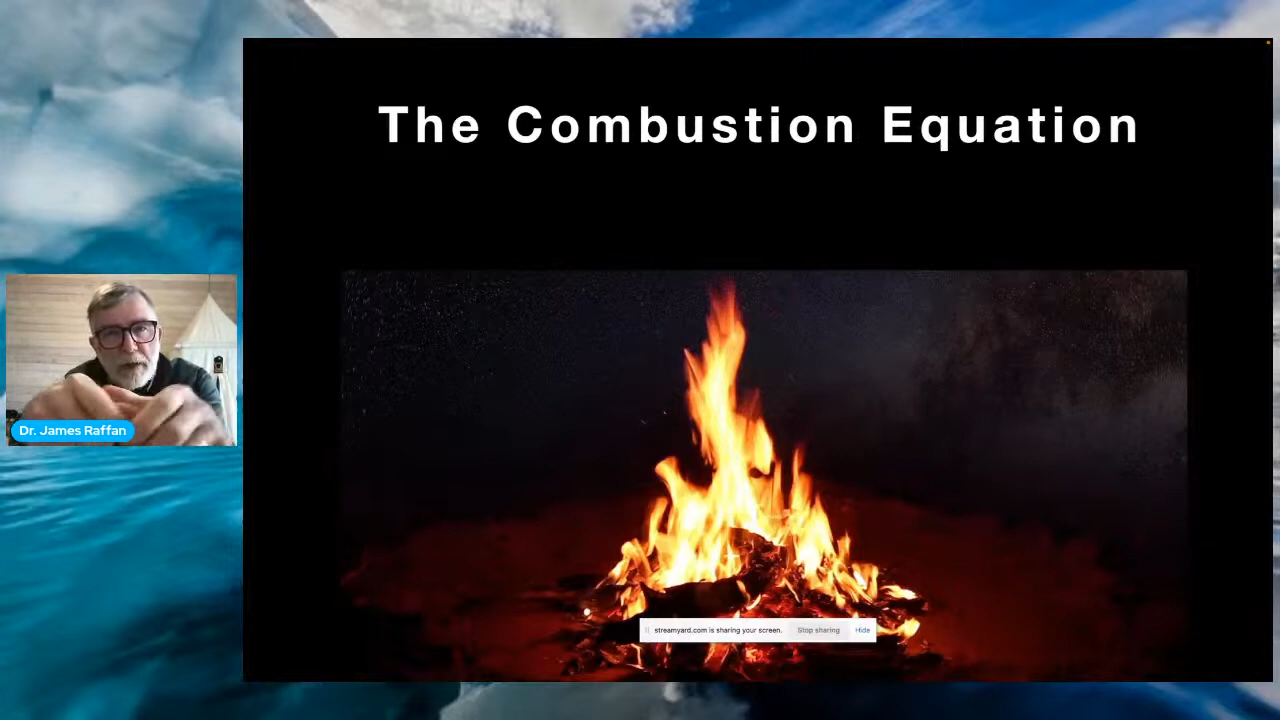 The Combustion Equation
Dr. James Raffan
streamyard.com is sharing your screen. Stop sharing Hide